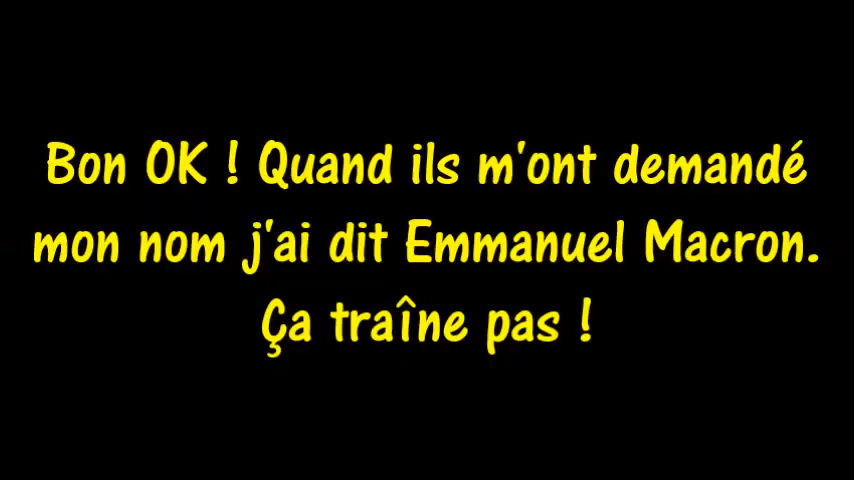 Bon OK ! Quand ils m'ont demandé
mon nom j'ai dit Emmanuel Macron.
Ça traîne pas !